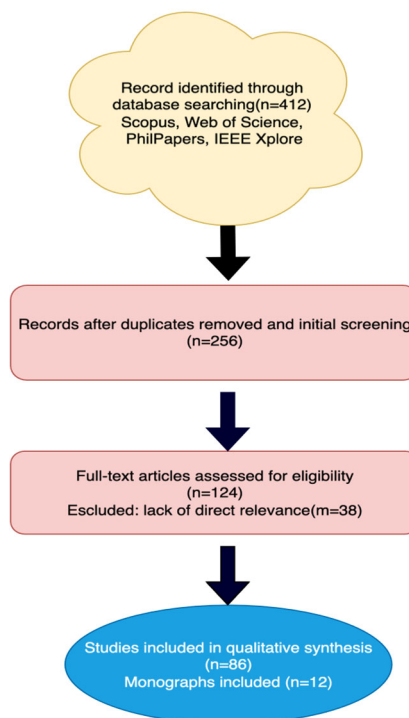 Record identified through
database searching(n=412)
Scopus, Web of Science,
PhilPapers, IEEE Xplore
Records after duplicates removed and initial screening
(n=256)
Full-text articles assessed for eligibility
(n=124)
Escluded: lack of direct relevance(m=38)
Studies included in qualitative synthesis
(n=86)
Monographs included (n=12)